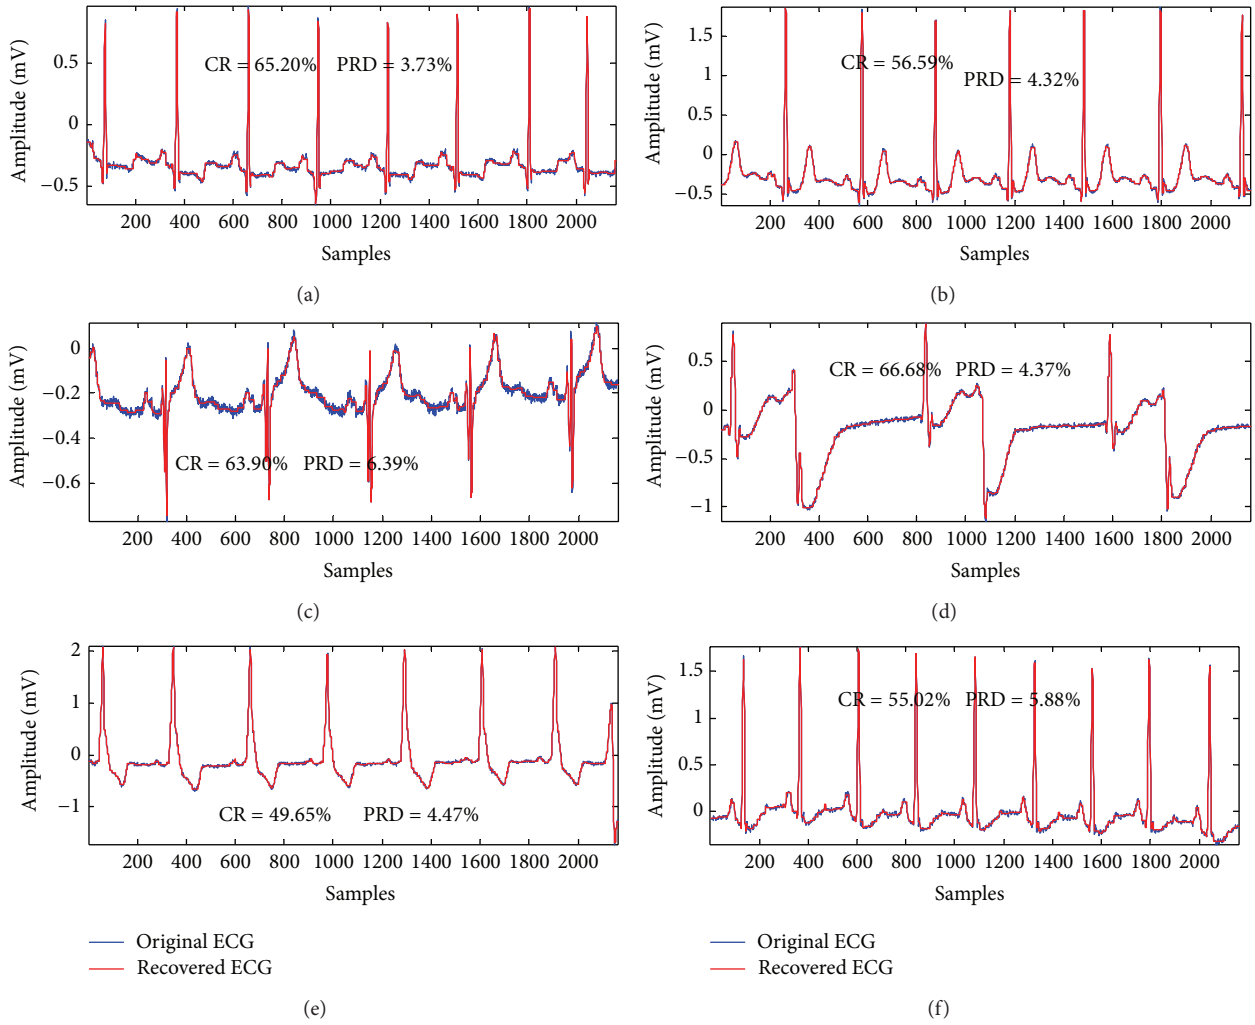 Amplitude (mV)
0.5
0
−0.5
CR = 65.20% PRD = 3.73%
200 400 600 800 1000 1200 1400 1600 1800 2000
Samples
(a)
Amplitude (mV)
1.5
1
0.5
0
−0.5
CR = 56.59%
PRD = 4.32%
200 400 600 800 1000 1200 1400 1600 1800 2000
Samples
(b)
Amplitude (mV)
0
−0.2
−0.4
−0.6
CR = 63.90% PRD = 6.39%
200 400 600 800 1000 1200 1400 1600 1800 2000
Samples
(c)
Amplitude (mV)
0.5
0
−0.5
−1
CR = 66.68% PRD = 4.37%
200 400 600 800 1000 1200 1400 1600 1800 2000
Samples
(d)
Amplitude (mV)
2
1
0
−1
CR = 49.65% PRD = 4.47%
200 400 600 800 1000 1200 1400 1600 1800 2000
Samples
Original ECG
Recovered ECG
(e)
Amplitude (mV)
1.5
1
0.5
0
CR = 55.02% PRD = 5.88%
200 400 600 800 1000 1200 1400 1600 1800 2000
Samples
Original ECG
Recovered ECG
(f)